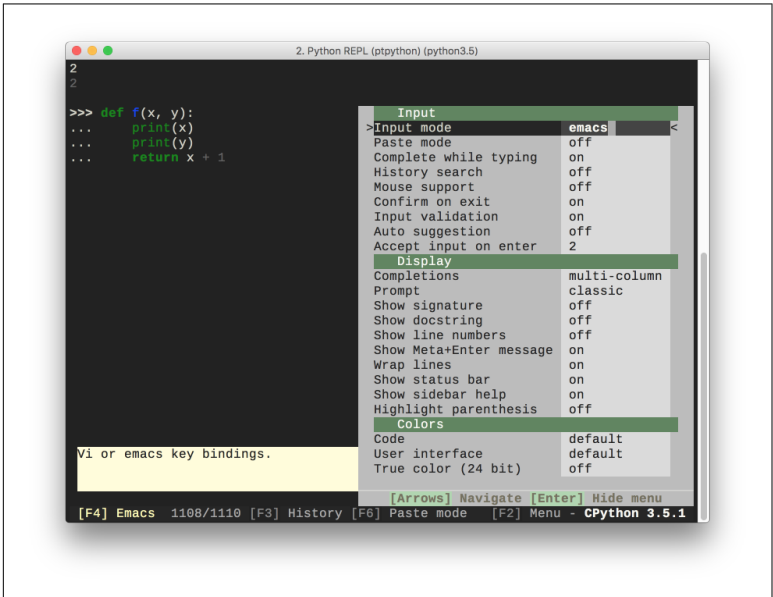 2. Python REPL (ptpython) (python3.5)
2
2
>>> def f(x, y):
...     print(x)
...     print(y)
...     return x + 1
Input
>Input mode emacs <
Paste mode off
Complete while typing on
History search off
Mouse support off
Confirm on exit on
Input validation on
Auto suggestion off
Accept input on enter 2
Display
Completions multi-column
Prompt classic
Show signature off
Show docstring off
Show line numbers off
Show Meta+Enter message on
Wrap lines on
Show status bar on
Show sidebar help on
Highlight parenthesis off
Colors
Code default
User interface default
True color (24 bit) off
Vi or emacs key bindings.
[Arrows] Navigate [Enter] Hide menu
[F4] Emacs 1108/1110 [F3] History [F6] Paste mode [F2] Menu - CPython 3.5.1